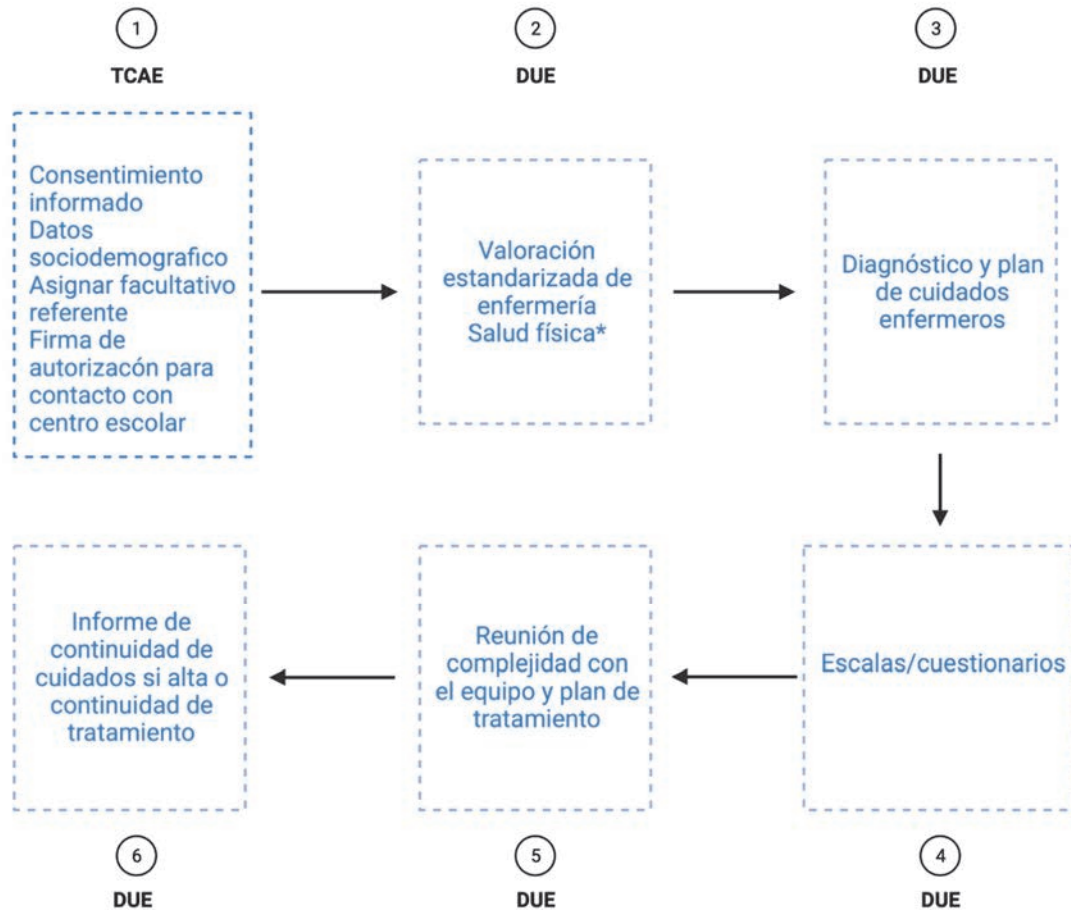 1
TCAE
2
DUE
3
DUE
Consentimiento
informado
Datos
sociodemografico
Asignar facultativo
referente
Firma de
autorizacón para
contacto con
centro escolar
Valoración
estandarizada de
enfermería
Salud física*
Diagnóstico y plan
de cuidados
enfermeros
Escalas/cuestionarios
Reunión de
complejidad con
el equipo y plan de
tratamiento
Informe de
continuidad de
cuidados si alta o
continuidad de
tratamiento
6
DUE
5
DUE
4
DUE